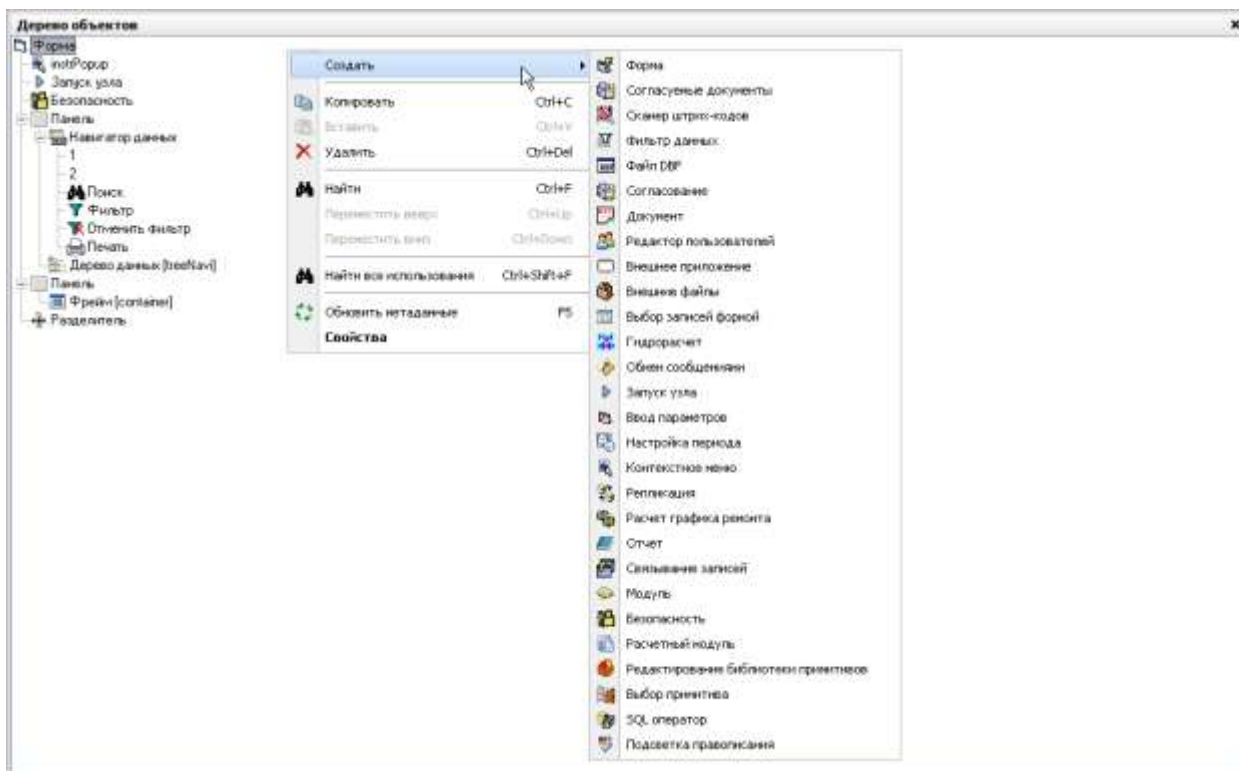 Дерево объектов
Форма
instrPopup
Запуск узла
Безопасность
Панель
Навигатор данных
1
2
Поиск
Фильтр
Отменить фильтр
Печать
Дерево данных [treeNavi]
Панель
Фрейм [container]
Разделитель
Создать
Копировать Ctrl+C
Вставить Ctrl+V
Удалить Ctrl+Del
Найти Ctrl+F
Переместить вверх Ctrl+Up
Переместить вниз Ctrl+Down
Найти все использования Ctrl+Shift+F
Обновить метаданные F5
Свойства
Форма
Согласуемые документы
Сканер штрих-кодов
Фильтр данных
Файл DBF
Согласование
Документ
Редактор пользователей
Внешнее приложение
Внешние файлы
Выбор записей формой
Гидрорасчет
Обмен сообщениями
Запуск узла
Ввод параметров
Настройка периода
Контекстное меню
Репликация
Расчет графика ремонта
Отчет
Связывание записей
Модуль
Безопасность
Расчетный модуль
Редактирование библиотеки примитивов
Выбор примитива
SQL оператор
Подсветка правописания